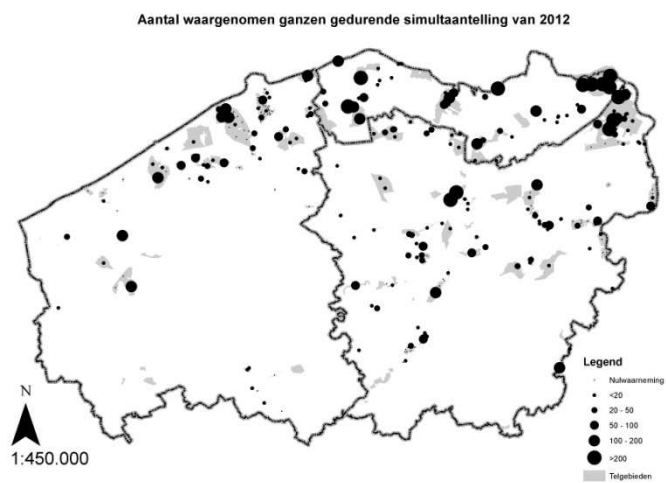 Aantal waargenomen ganzen gedurende simultaantelling van 2012
N
1:450.000
Legend
Nulwaarneming
<20
20 - 50
50 - 100
100 - 200
>200
Telgebieden